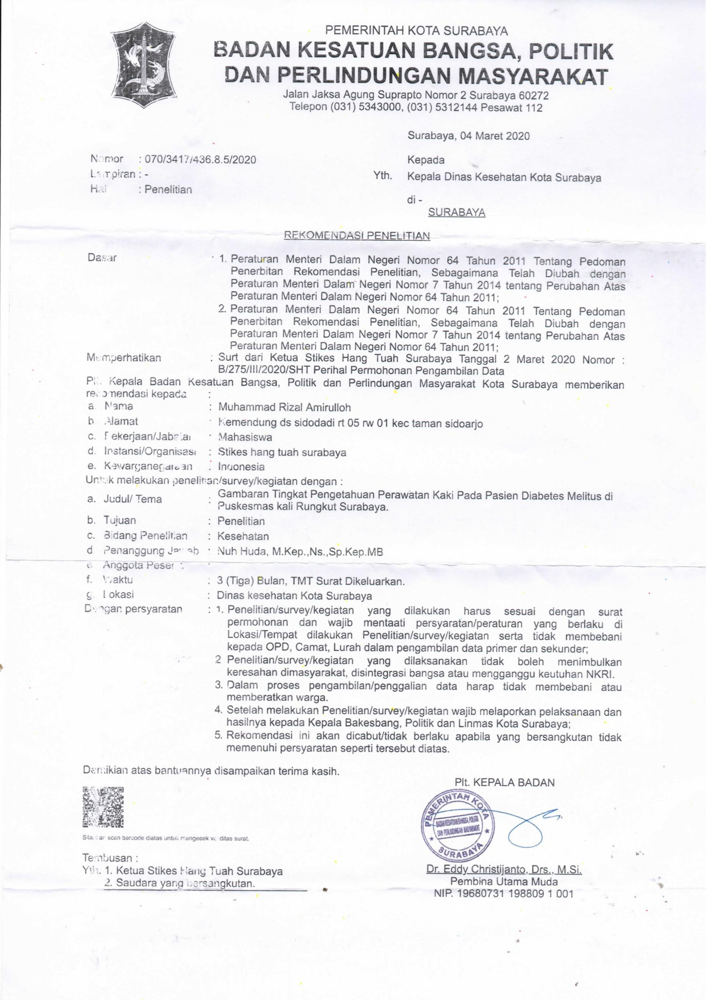 PEMERINTAH KOTA SURABAYA
BADAN KESATUAN BANGSA, POLITIK
DAN PERLINDUNGAN MASYARAKAT
Jalan Jaksa Agung Suprapto Nomor 2 Surabaya 60272
Telepon (031) 5343000, (031) 5312144 Pesawat 112
Surabaya, 04 Maret 2020
Nomor : 070/3417/436.8.5/2020
Lampiran : -
Hal : Penelitian
Kepada
Yth. Kepala Dinas Kesehatan Kota Surabaya
di -
SURABAYA
REKOMENDASI PENELITIAN
Dasar : 1. Peraturan Menteri Dalam Negeri Nomor 64 Tahun 2011 Tentang Pedoman
Penerbitan Rekomendasi Penelitian, Sebagaimana Telah Diubah dengan
Peraturan Menteri Dalam Negeri Nomor 7 Tahun 2014 tentang Perubahan Atas
Peraturan Menteri Dalam Negeri Nomor 64 Tahun 2011;
2. Peraturan Menteri Dalam Negeri Nomor 64 Tahun 2011 Tentang Pedoman
Penerbitan Rekomendasi Penelitian, Sebagaimana Telah Diubah dengan
Peraturan Menteri Dalam Negeri Nomor 7 Tahun 2014 tentang Perubahan Atas
Peraturan Menteri Dalam Negeri Nomor 64 Tahun 2011;
Memperhatikan : Surt dari Ketua Stikes Hang Tuah Surabaya Tanggal 2 Maret 2020 Nomor :
B/275/III/2020/SHT Perihal Permohonan Pengambilan Data
Plt. Kepala Badan Kesatuan Bangsa, Politik dan Perlindungan Masyarakat Kota Surabaya memberikan
rekomendasi kepada :
a. Nama : Muhammad Rizal Amirulloh
b. Alamat : Kemendung ds sidodadi rt 05 rw 01 kec taman sidoarjo
c. Pekerjaan/Jabatan : Mahasiswa
d. Instansi/Organisasi : Stikes hang tuah surabaya
e. Kewarganegaraan : Indonesia
Untuk melakukan penelitian/survey/kegiatan dengan :
a. Judul/ Tema : Gambaran Tingkat Pengetahuan Perawatan Kaki Pada Pasien Diabetes Melitus di
Puskesmas kali Rungkut Surabaya.
b. Tujuan : Penelitian
c. Bidang Penelitian : Kesehatan
d. Penanggung Jawab : Nuh Huda, M.Kep.,Ns.,Sp.Kep.MB
e. Anggota Peserta :
f. Waktu : 3 (Tiga) Bulan, TMT Surat Dikeluarkan.
g. Lokasi : Dinas kesehatan Kota Surabaya
Dengan persyaratan : 1. Penelitian/survey/kegiatan yang dilakukan harus sesuai dengan surat
permohonan dan wajib mentaati persyaratan/peraturan yang berlaku di
Lokasi/Tempat dilakukan Penelitian/survey/kegiatan serta tidak membebani
kepada OPD, Camat, Lurah dalam pengambilan data primer dan sekunder;
2 Penelitian/survey/kegiatan yang dilaksanakan tidak boleh menimbulkan
keresahan dimasyarakat, disintegrasi bangsa atau mengganggu keutuhan NKRI.
3. Dalam proses pengambilan/penggalian data harap tidak membebani atau
memberatkan warga.
4. Setelah melakukan Penelitian/survey/kegiatan wajib melaporkan pelaksanaan dan
hasilnya kepada Kepala Bakesbang, Politik dan Linmas Kota Surabaya;
5. Rekomendasi ini akan dicabut/tidak berlaku apabila yang bersangkutan tidak
memenuhi persyaratan seperti tersebut diatas.
Demikian atas bantuannya disampaikan terima kasih.
Plt. KEPALA BADAN
PEMERINTAH KOTA
BADAN KESATUAN BANGSA, POLITIK
DAN PERLINDUNGAN MASYARAKAT
SURABAYA
Silahkan scan barcode diatas untuk mengecek validitas surat.
Tembusan :
Yth. 1. Ketua Stikes Hang Tuah Surabaya
2. Saudara yang bersangkutan.
Dr. Eddy Christijanto, Drs., M.Si.
Pembina Utama Muda
NIP. 19680731 198809 1 001